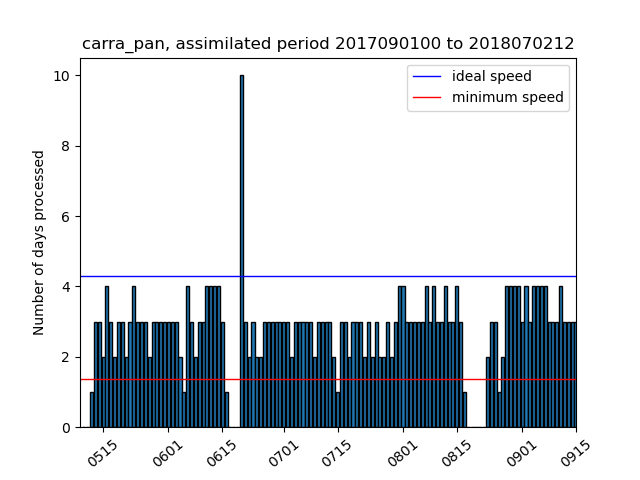 carra_pan, assimilated period 2017090100 to 2018070212
ideal speed
minimum speed
Number of days processed
10
8
6
4
2
0
0515 0601 0615 0701 0715 0801 0815 0901 0915